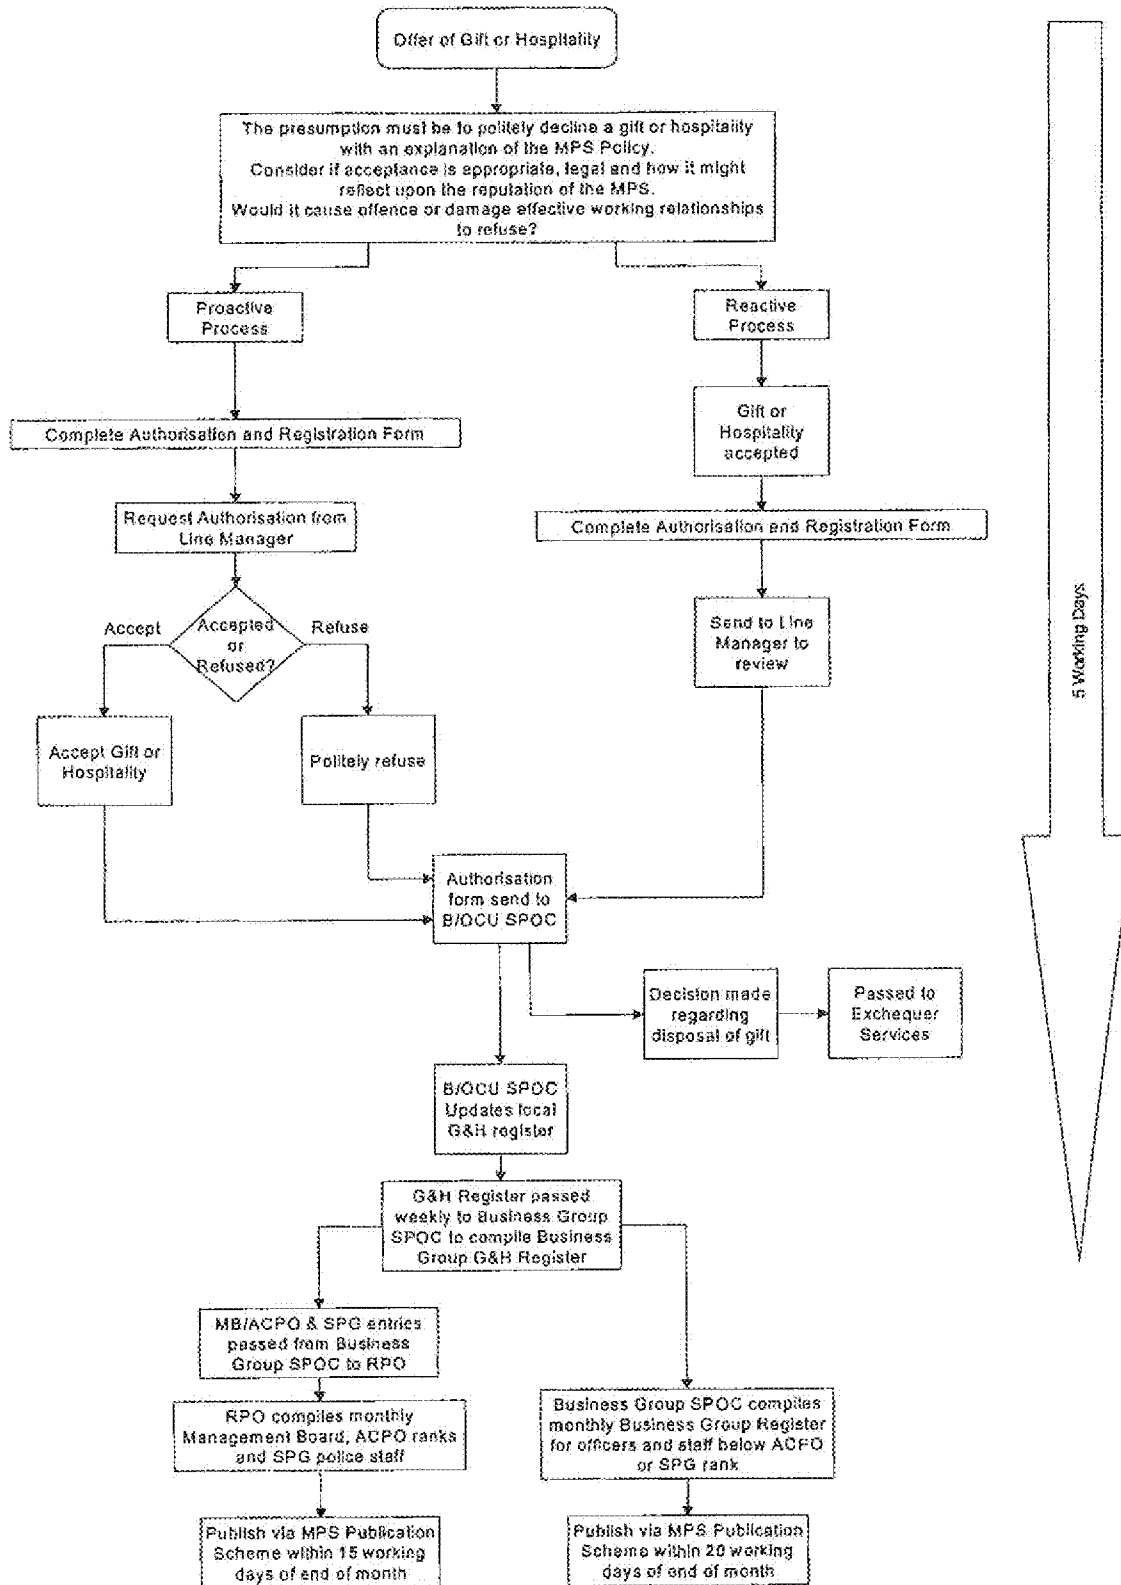 Offer of Gift or Hospitality
The presumption must be to politely decline a gift or hospitality
with an explanation of the MPS Policy.
Consider if acceptance is appropriate, legal and how it might
reflect upon the reputation of the MPS.
Would it cause offence or damage effective working relationships
to refuse?
Proactive
Process
Reactive
Process
Complete Authorisation and Registration Form
Gift or
Hospitality
accepted
Request Authorisation from
Line Manager
Complete Authorisation and Registration Form
Accept
Accepted
or
Refused?
Refuse
Send to Line
Manager to
review
5 Working Days
Accept Gift or
Hospitality
Politely refuse
Authorisation
form send to
B/OCU SPOC
Decision made
regarding
disposal of gift
Passed to
Exchequer
Services
B/OCU SPOC
Updates local
G&H register
G&H Register passed
weekly to Business Group
SPOC to compile Business
Group G&H Register
MB/ACPO & SPG entries
passed from Business
Group SPOC to RPO
RPO compiles monthly
Management Board, ACPO ranks
and SPG police staff
Business Group SPOC compiles
monthly Business Group Register
for officers and staff below ACPO
or SPG rank
Publish via MPS Publication
Scheme within 15 working
days of end of month
Publish via MPS Publication
Scheme within 20 working
days of end of month